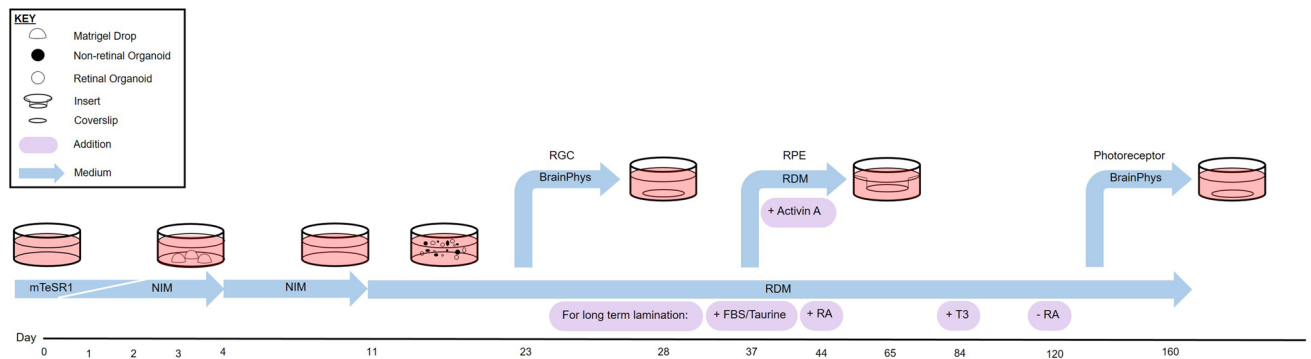 KEY
Matrigel Drop
Non-retinal Organoid
Retinal Organoid
Insert
Coverslip
Addition
Medium
RGC
BrainPhys
RPE
RDM
+ Activin A
Photoreceptor
BrainPhys
mTeSR1
NIM
NIM
RDM
For long term lamination:
+ FBS/Taurine
+ RA
+ T3
- RA
Day
0 1 2 3 4 11 23 28 37 44 65 84 120 160